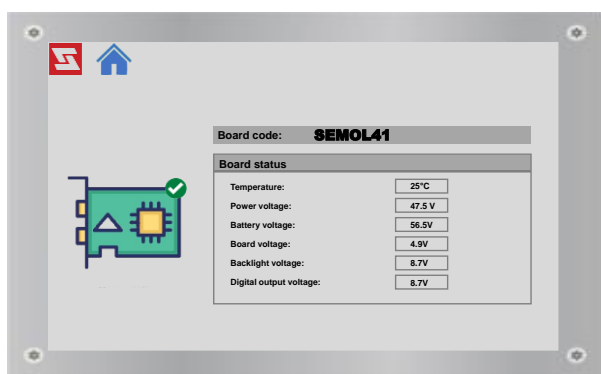 Board code: SEMOL41
Board status
Temperature: 25°C
Power voltage: 47.5 V
Battery voltage: 56.5V
Board voltage: 4.9V
Backlight voltage: 8.7V
Digital output voltage: 8.7V